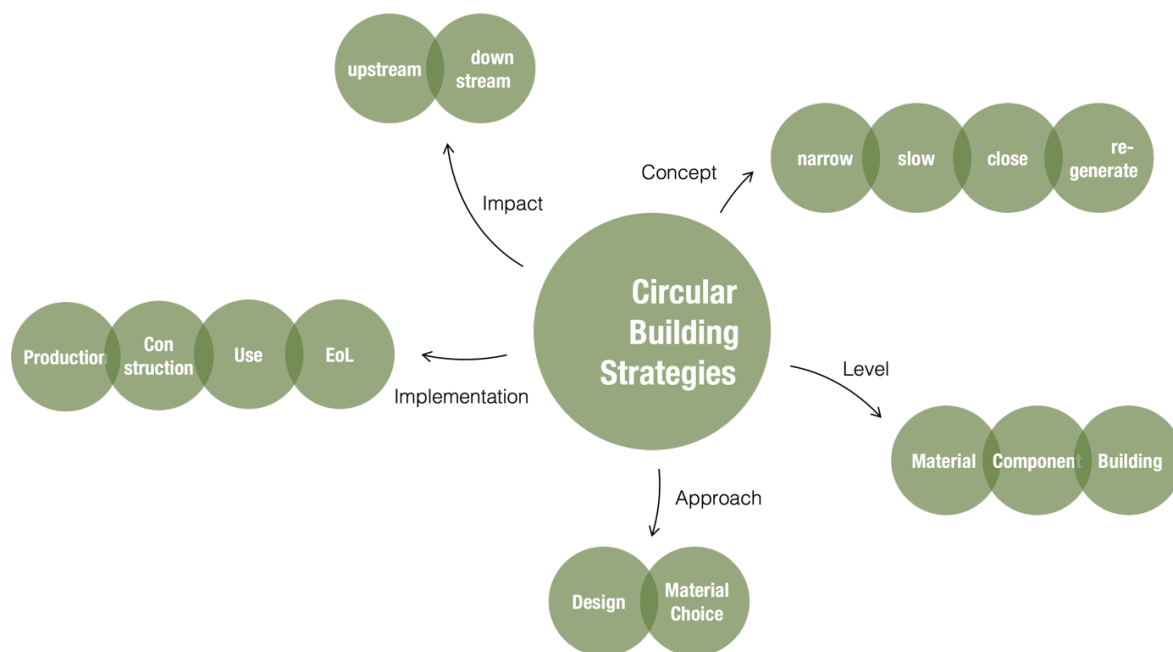 upstream
down
stream
Impact
Concept
narrow
slow
close
re-
generate
Circular
Building
Strategies
Production
Con
struction
Use
EoL
Implementation
Level
Material
Component
Building
Approach
Design
Material
Choice